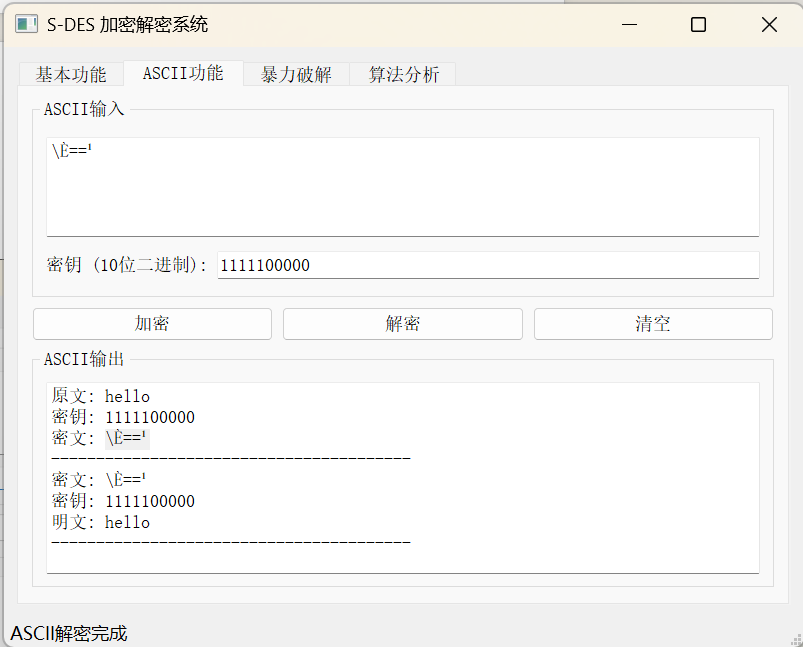 S-DES 加密解密系统
基本功能 ASCII功能 暴力破解 算法分析
ASCII输入
\È==¹
密钥 (10位二进制): 1111100000
加密 解密 清空
ASCII输出
原文: hello
密钥: 1111100000
密文: \È==¹
----------------------------------------
密文: \È==¹
密钥: 1111100000
明文: hello
----------------------------------------
ASCII解密完成